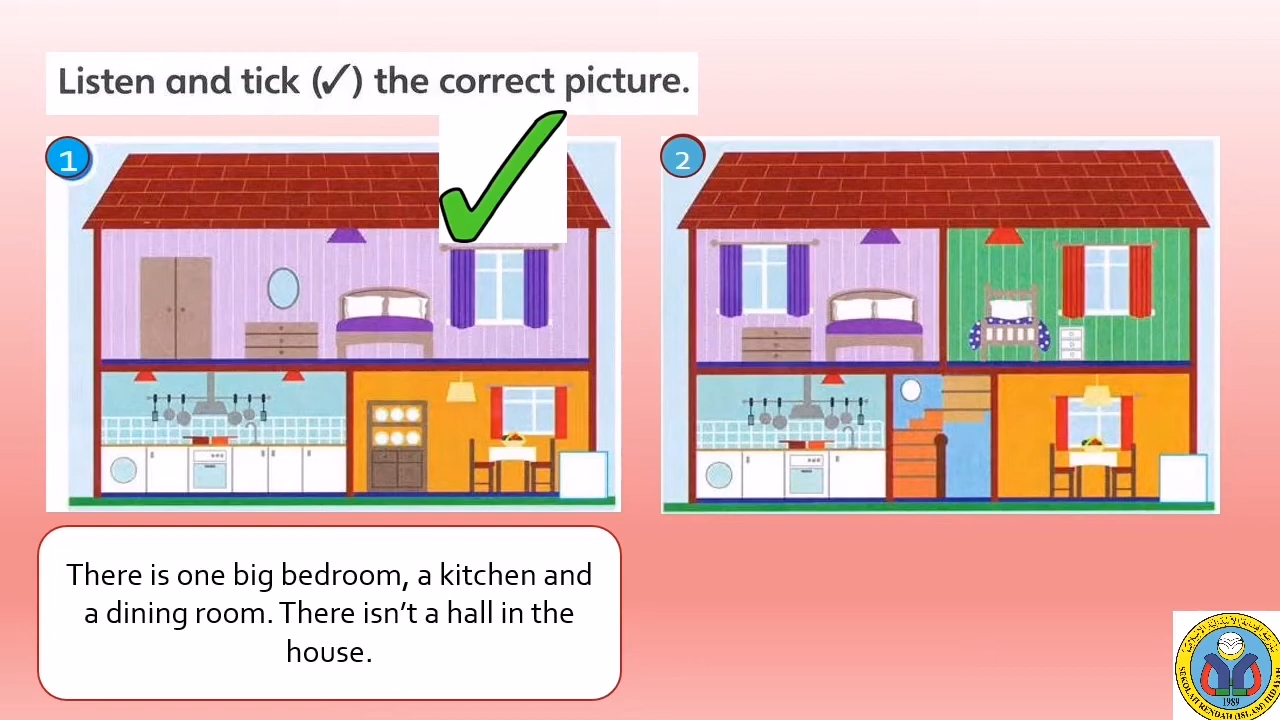 Listen and tick (✓) the correct picture.
1
2
There is one big bedroom, a kitchen and
a dining room. There isn't a hall in the
house.
1989